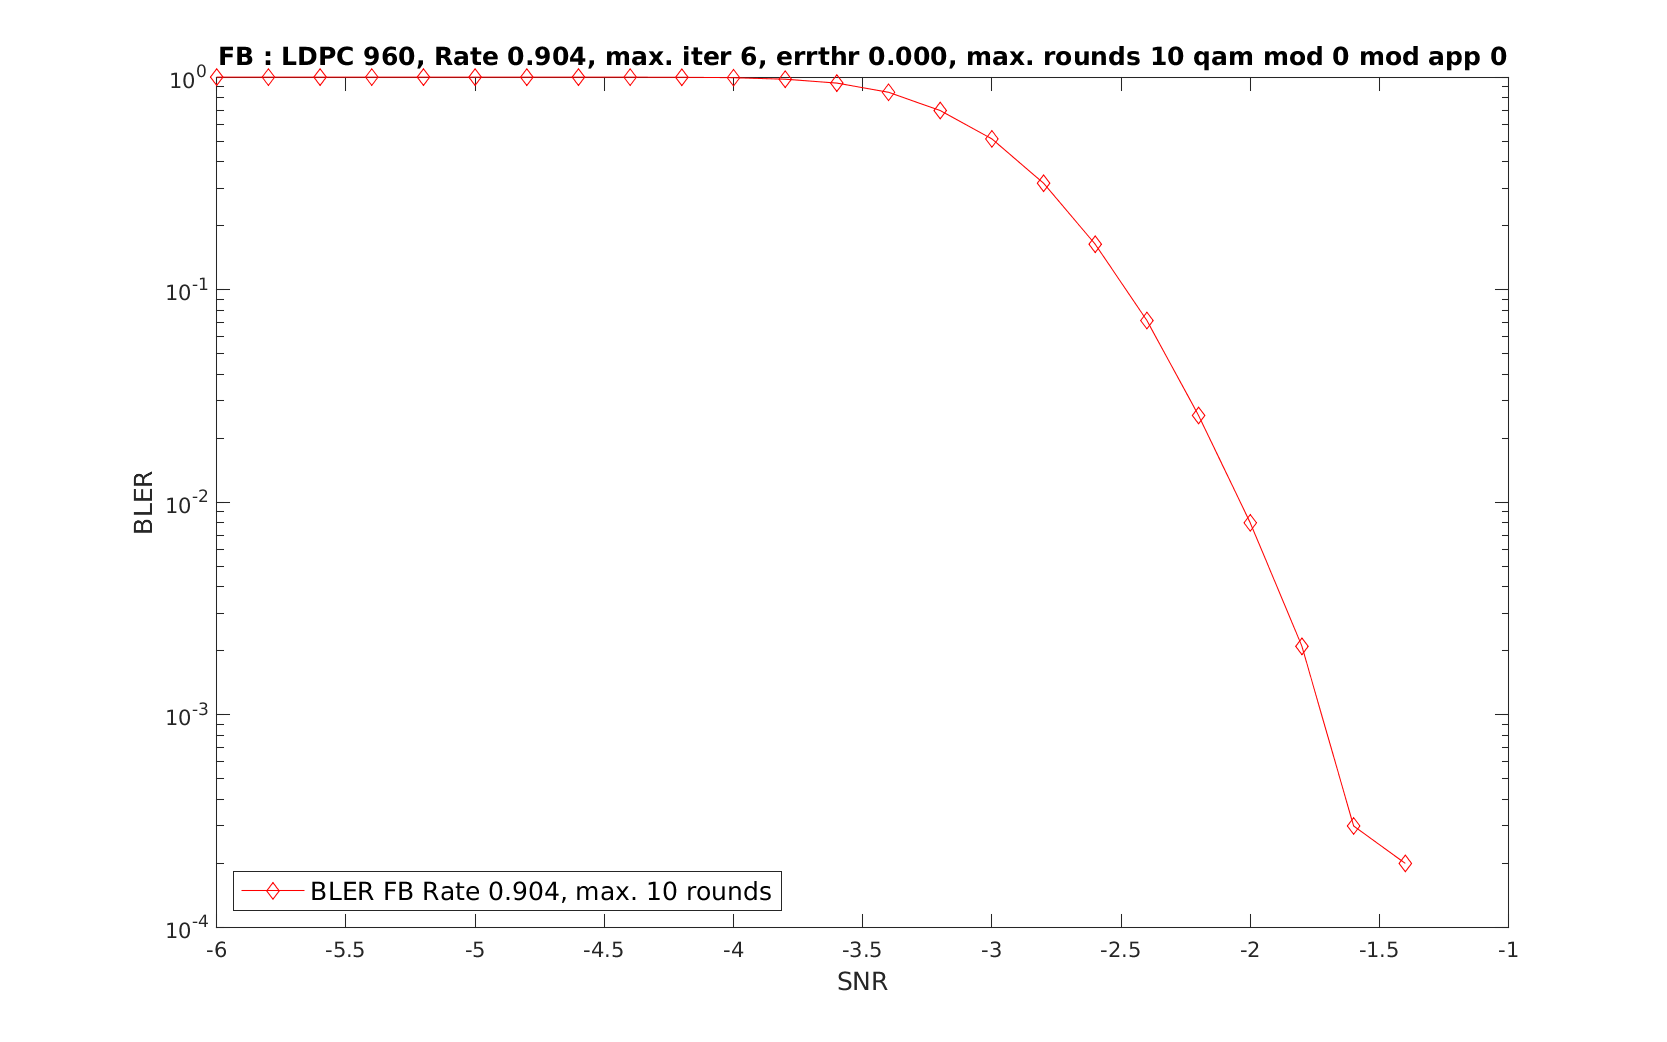 FB : LDPC 960, Rate 0.904, max. iter 6, errthr 0.000, max. rounds 10 qam mod 0 mod app 0
10^0
10^-1
10^-2
10^-3
10^-4
BLER
BLER FB Rate 0.904, max. 10 rounds
-6 -5.5 -5 -4.5 -4 -3.5 -3 -2.5 -2 -1.5 -1
SNR